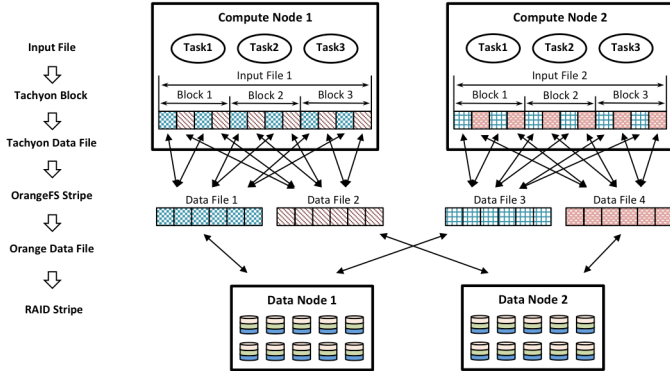 Input File
Tachyon Block
Tachyon Data File
OrangeFS Stripe
Orange Data File
RAID Stripe
Compute Node 1
Task1 Task2 Task3
Input File 1
Block 1 Block 2 Block 3
Compute Node 2
Task1 Task2 Task3
Input File 2
Block 1 Block 2 Block 3
Data File 1 Data File 2 Data File 3 Data File 4
Data Node 1 Data Node 2